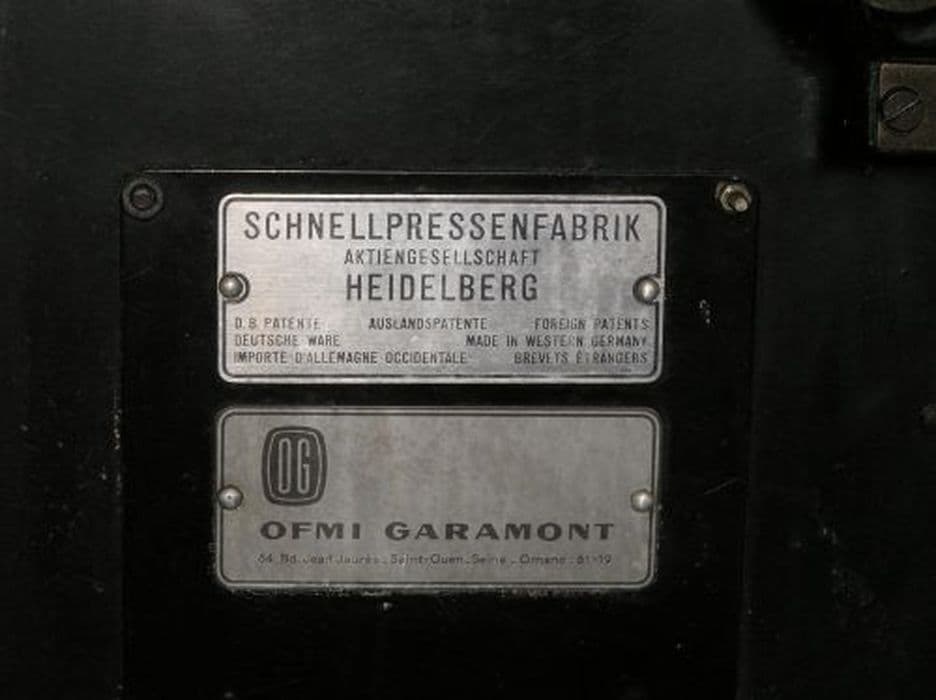 SCHNELLPRESSENFABRIK
AKTIENGESELLSCHAFT
HEIDELBERG
D.B. PATENTE AUSLANDSPATENTE FOREIGN PATENTS
DEUTSCHE WARE MADE IN WESTERN GERMANY
IMPORTÉ D'ALLEMAGNE OCCIDENTALE BREVETS ÉTRANGERS
OG
OFMI GARAMONT
64, Bd. Jean Jaurès - Saint-Ouen - Seine - Ornano : 61-19